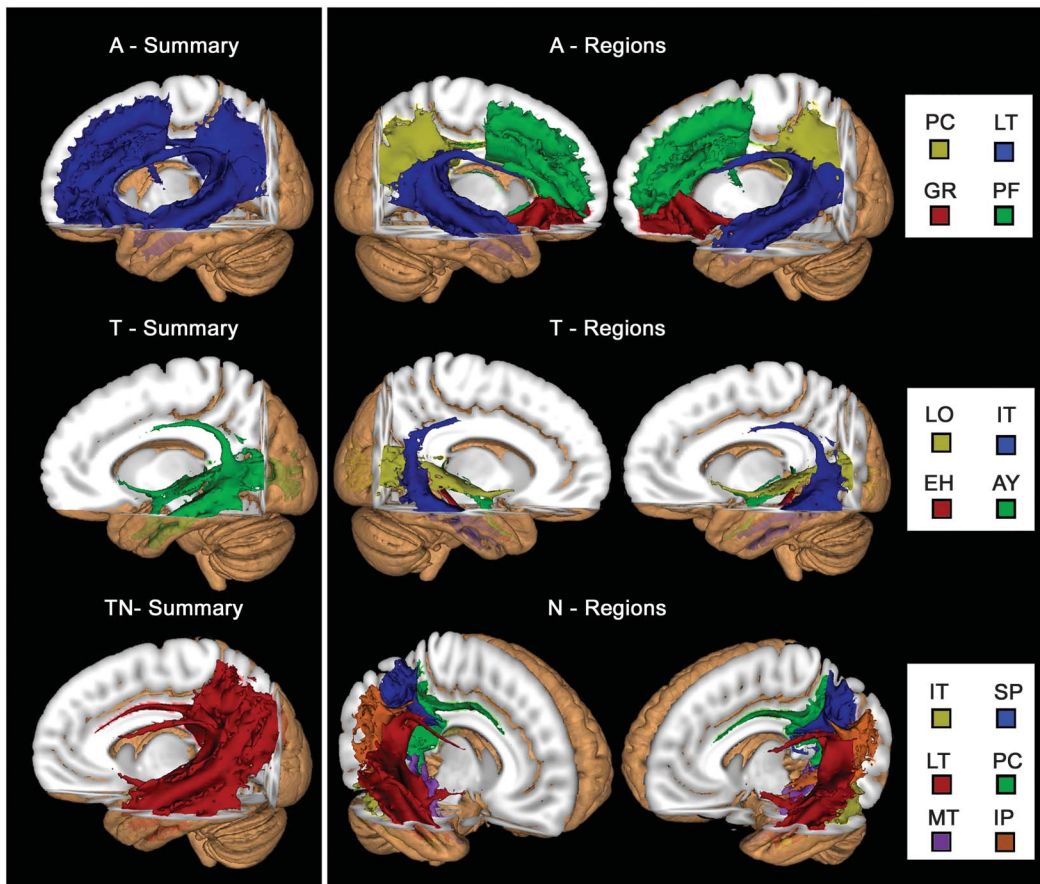 A - Summary
A - Regions
PC LT
GR PF
T - Summary
T - Regions
LO IT
EH AY
TN- Summary
N - Regions
IT SP
LT PC
MT IP